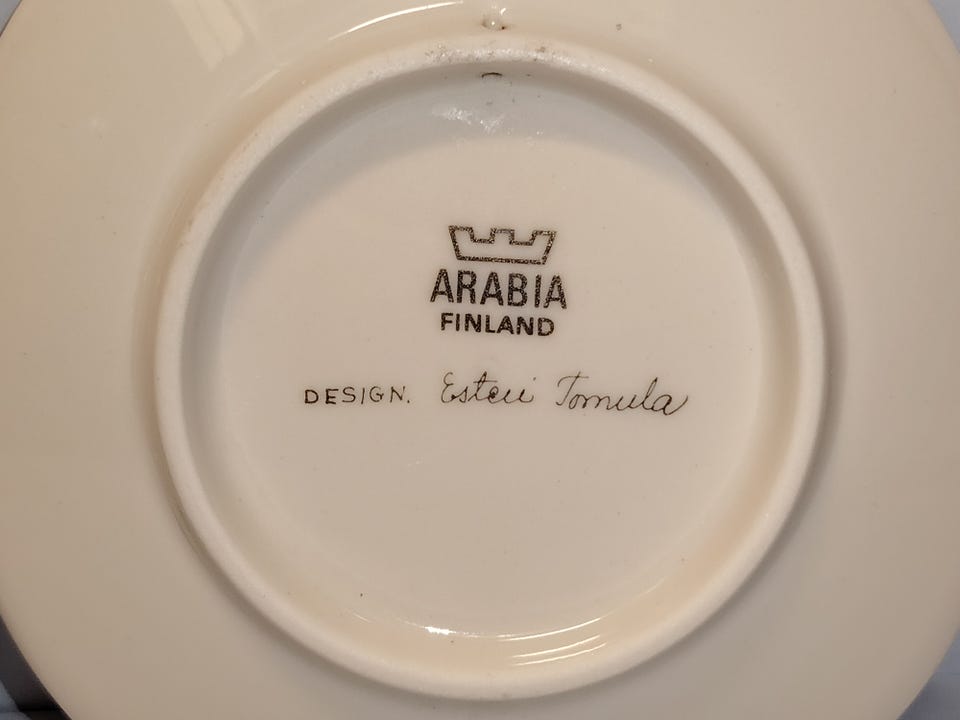 ARABIA
FINLAND
DESIGN. Esteri Tomula